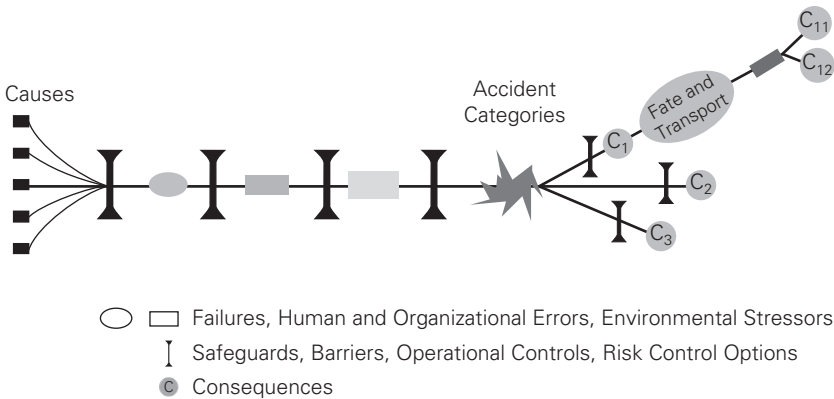 Causes
Accident
Categories
C11
C12
Fate and
Transport
C1
C2
C3
Failures, Human and Organizational Errors, Environmental Stressors
Safeguards, Barriers, Operational Controls, Risk Control Options
C Consequences